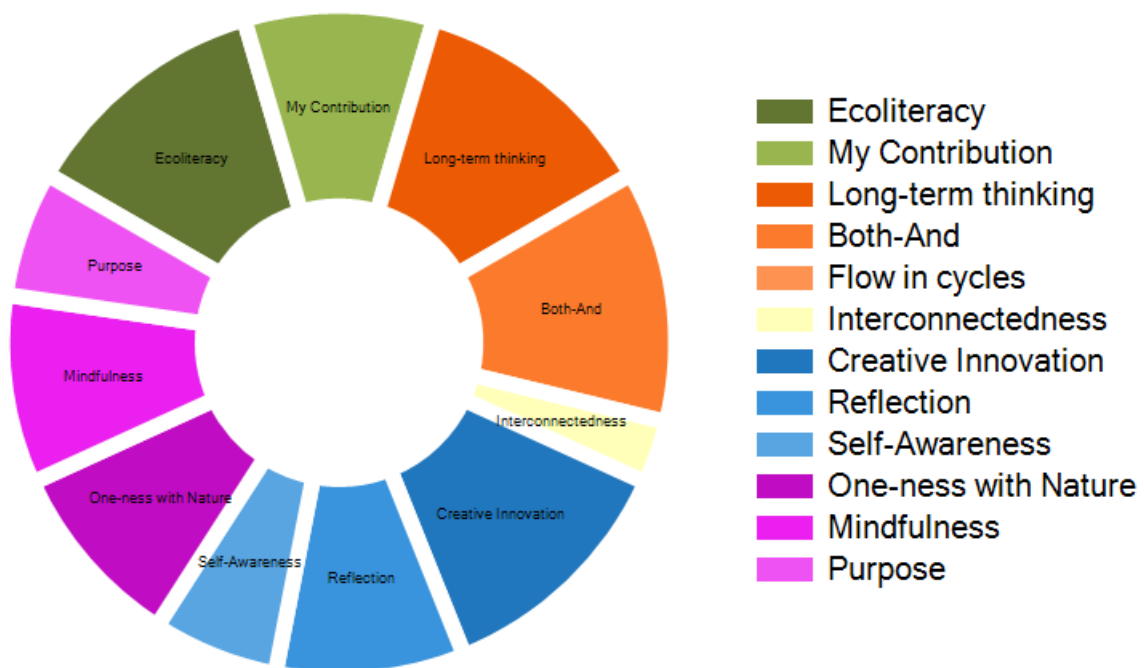 My Contribution
Ecoliteracy
Long-term thinking
Purpose
Both-And
Mindfulness
Interconnectedness
One-ness with Nature
Creative Innovation
Self-Awareness
Reflection
Ecoliteracy
My Contribution
Long-term thinking
Both-And
Flow in cycles
Interconnectedness
Creative Innovation
Reflection
Self-Awareness
One-ness with Nature
Mindfulness
Purpose